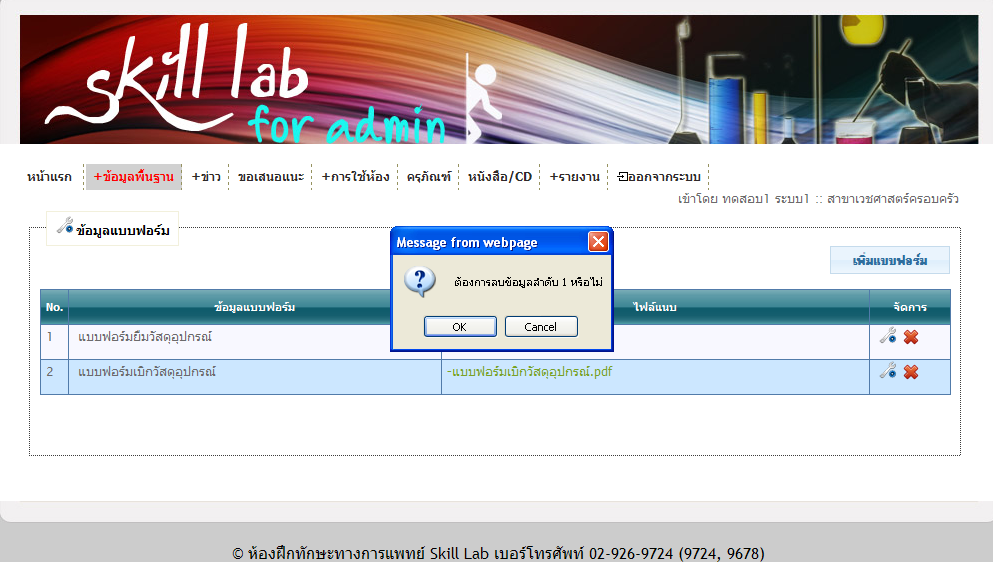 skill lab
for admin
หน้าแรก +ข้อมูลพื้นฐาน +ข่าว ขอเสนอแนะ +การใช้ห้อง ครุภัณฑ์ หนังสือ/CD +รายงาน ออกจากระบบ
เข้าโดย ทดสอบ1 ระบบ1 :: สาขาเวชศาสตร์ครอบครัว
ข้อมูลแบบฟอร์ม
Message from webpage
ต้องการลบข้อมูลลำดับ 1 หรือไม่
OK Cancel
เพิ่มแบบฟอร์ม
No. ข้อมูลแบบฟอร์ม ไฟล์แนบ จัดการ
1 แบบฟอร์มยืมวัสดุอุปกรณ์
2 แบบฟอร์มเบิกวัสดุอุปกรณ์ -แบบฟอร์มเบิกวัสดุอุปกรณ์.pdf
© ห้องฝึกทักษะทางการแพทย์ Skill Lab เบอร์โทรศัพท์ 02-926-9724 (9724, 9678)